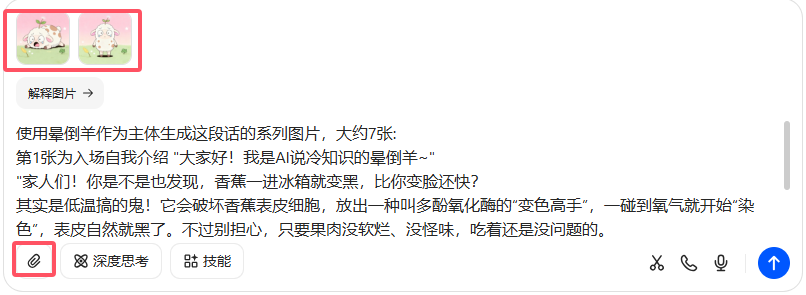 解释图片 →
使用晕倒羊作为主体生成这段话的系列图片，大约7张:
第1张为入场自我介绍 "大家好！我是AI说冷知识的晕倒羊~"
"家人们！你是不是也发现，香蕉一进冰箱就变黑，比你变脸还快？
其实是低温搞的鬼！它会破坏香蕉表皮细胞，放出一种叫多酚氧化酶的“变色高手”，一碰到氧气就开始“染
色”，表皮自然就黑了。不过别担心，只要果肉没软烂、没怪味，吃着还是没问题的。
深度思考 技能